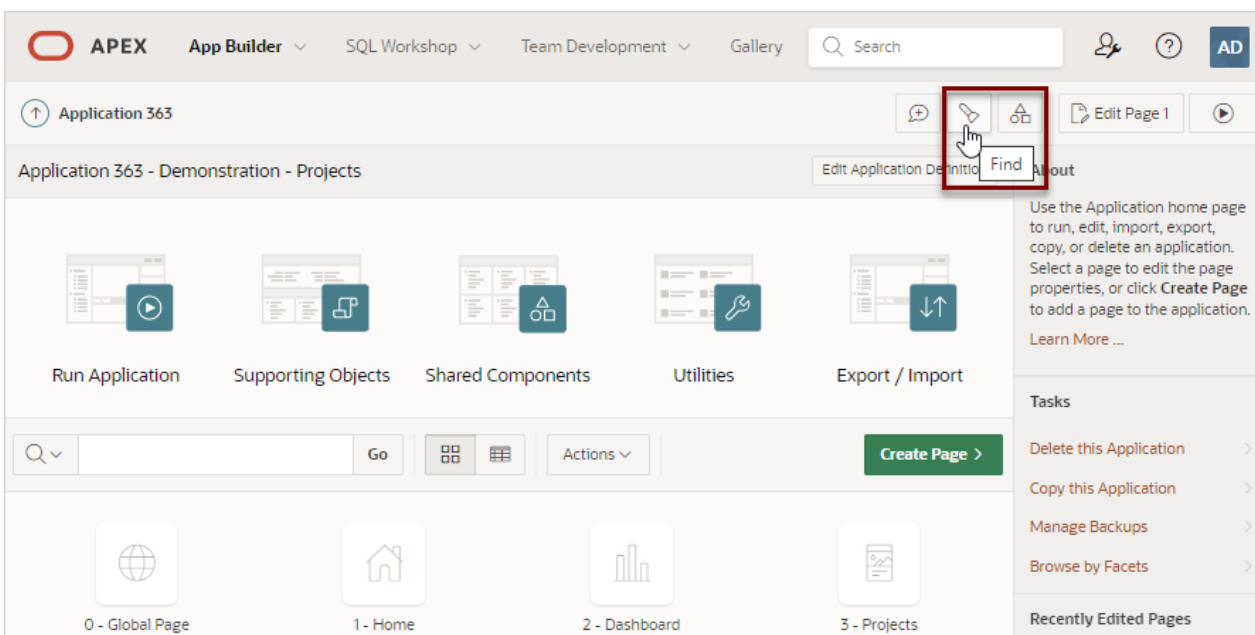 APEX App Builder SQL Workshop Team Development Gallery Search AD
Application 363 Edit Page 1
Application 363 - Demonstration - Projects Edit Application Find
About
Use the Application home page
to run, edit, import, export,
copy, or delete an application.
Select a page to edit the page
properties, or click Create Page
to add a page to the application.
Learn More ...
Run Application Supporting Objects Shared Components Utilities Export / Import
Tasks
Go Actions Create Page >
Delete this Application
Copy this Application
Manage Backups
Browse by Facets
0 - Global Page 1 - Home 2 - Dashboard 3 - Projects
Recently Edited Pages